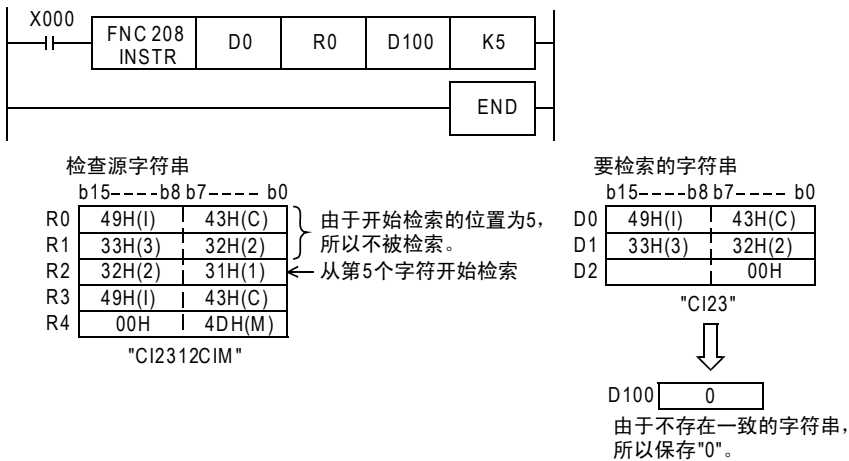 X000
FNC 208 INSTR D0 R0 D100 K5
END
检查源字符串
b15----b8 b7---- b0
R0 49H(I) 43H(C)
R1 33H(3) 32H(2)
R2 32H(2) 31H(1)
R3 49H(I) 43H(C)
R4 00H 4DH(M)
"CI2312CIM"
由于开始检索的位置为5，
所以不被检索。
从第5个字符开始检索
要检索的字符串
b15----b8 b7---- b0
D0 49H(I) 43H(C)
D1 33H(3) 32H(2)
D2 00H
"CI23"
D100 0
由于不存在一致的字符串，
所以保存"0"。